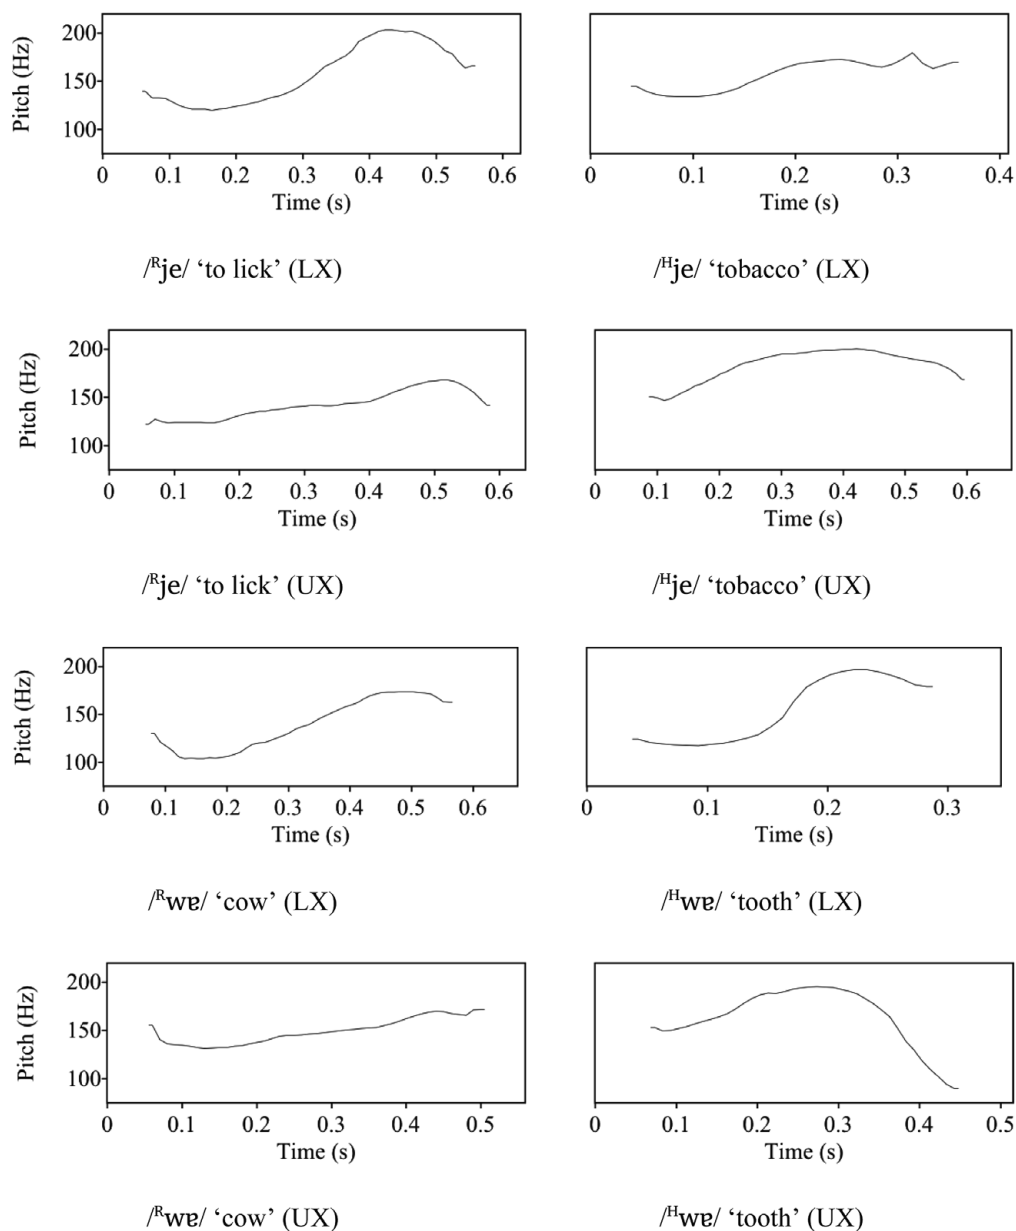 Pitch (Hz)
200
150
100
0 0.1 0.2 0.3 0.4 0.5 0.6
Time (s)
0 0.1 0.2 0.3 0.4
Time (s)
/ᴿje/ ‘to lick’ (LX)
/ᴴje/ ‘tobacco’ (LX)
Pitch (Hz)
200
150
100
0 0.1 0.2 0.3 0.4 0.5 0.6
Time (s)
0 0.1 0.2 0.3 0.4 0.5 0.6
Time (s)
/ᴿje/ ‘to lick’ (UX)
/ᴴje/ ‘tobacco’ (UX)
Pitch (Hz)
200
150
100
0 0.1 0.2 0.3 0.4 0.5 0.6
Time (s)
0 0.1 0.2 0.3
Time (s)
/ᴿwɐ/ ‘cow’ (LX)
/ᴴwɐ/ ‘tooth’ (LX)
Pitch (Hz)
200
150
100
0 0.1 0.2 0.3 0.4 0.5
Time (s)
0 0.1 0.2 0.3 0.4 0.5
Time (s)
/ᴿwɐ/ ‘cow’ (UX)
/ᴴwɐ/ ‘tooth’ (UX)